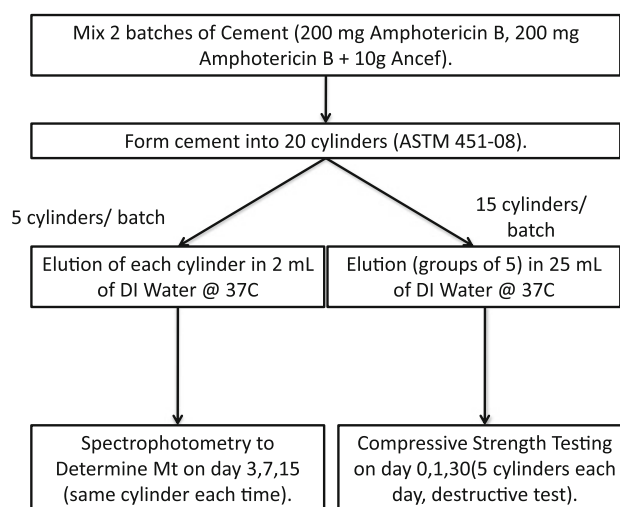 Mix 2 batches of Cement (200 mg Amphotericin B, 200 mg
Amphotericin B + 10g Ancef).
Form cement into 20 cylinders (ASTM 451-08).
5 cylinders/ batch
15 cylinders/
batch
Elution of each cylinder in 2 mL
of DI Water @ 37C
Elution (groups of 5) in 25 mL
of DI Water @ 37C
Spectrophotometry to
Determine Mt on day 3,7,15
(same cylinder each time).
Compressive Strength Testing
on day 0,1,30(5 cylinders each
day, destructive test).